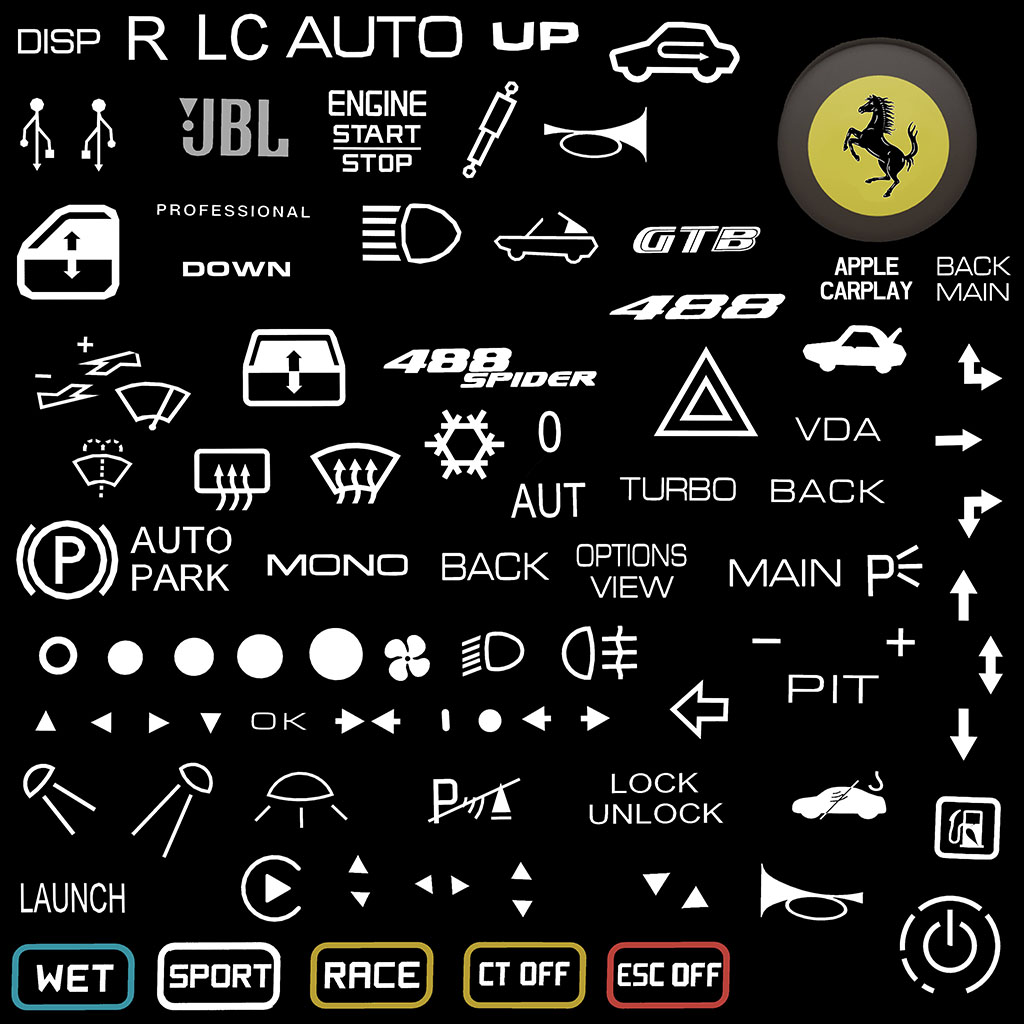 DISP R LC AUTO UP
JBL
ENGINE
START
STOP
PROFESSIONAL
DOWN
GTB
APPLE
CARPLAY
BACK
MAIN
488
+
-
488
SPIDER
0
VDA
AUT
TURBO
BACK
P
AUTO
PARK
MONO
BACK
OPTIONS
VIEW
MAIN
P
- +
PIT
OK
P
LOCK
UNLOCK
LAUNCH
WET
SPORT
RACE
CT OFF
ESC OFF